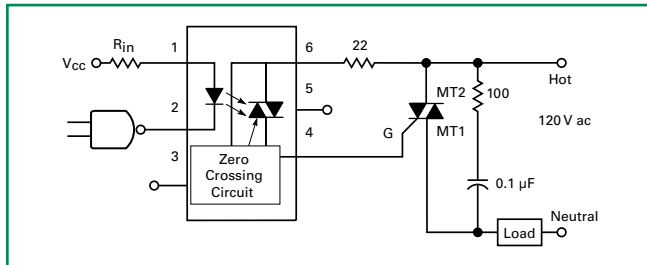 Rin
Vcc
1
2
3
6
5
4
22
Hot
MT2
100
G
MT1
120 V ac
Zero
Crossing
Circuit
0.1 µF
Neutral
Load